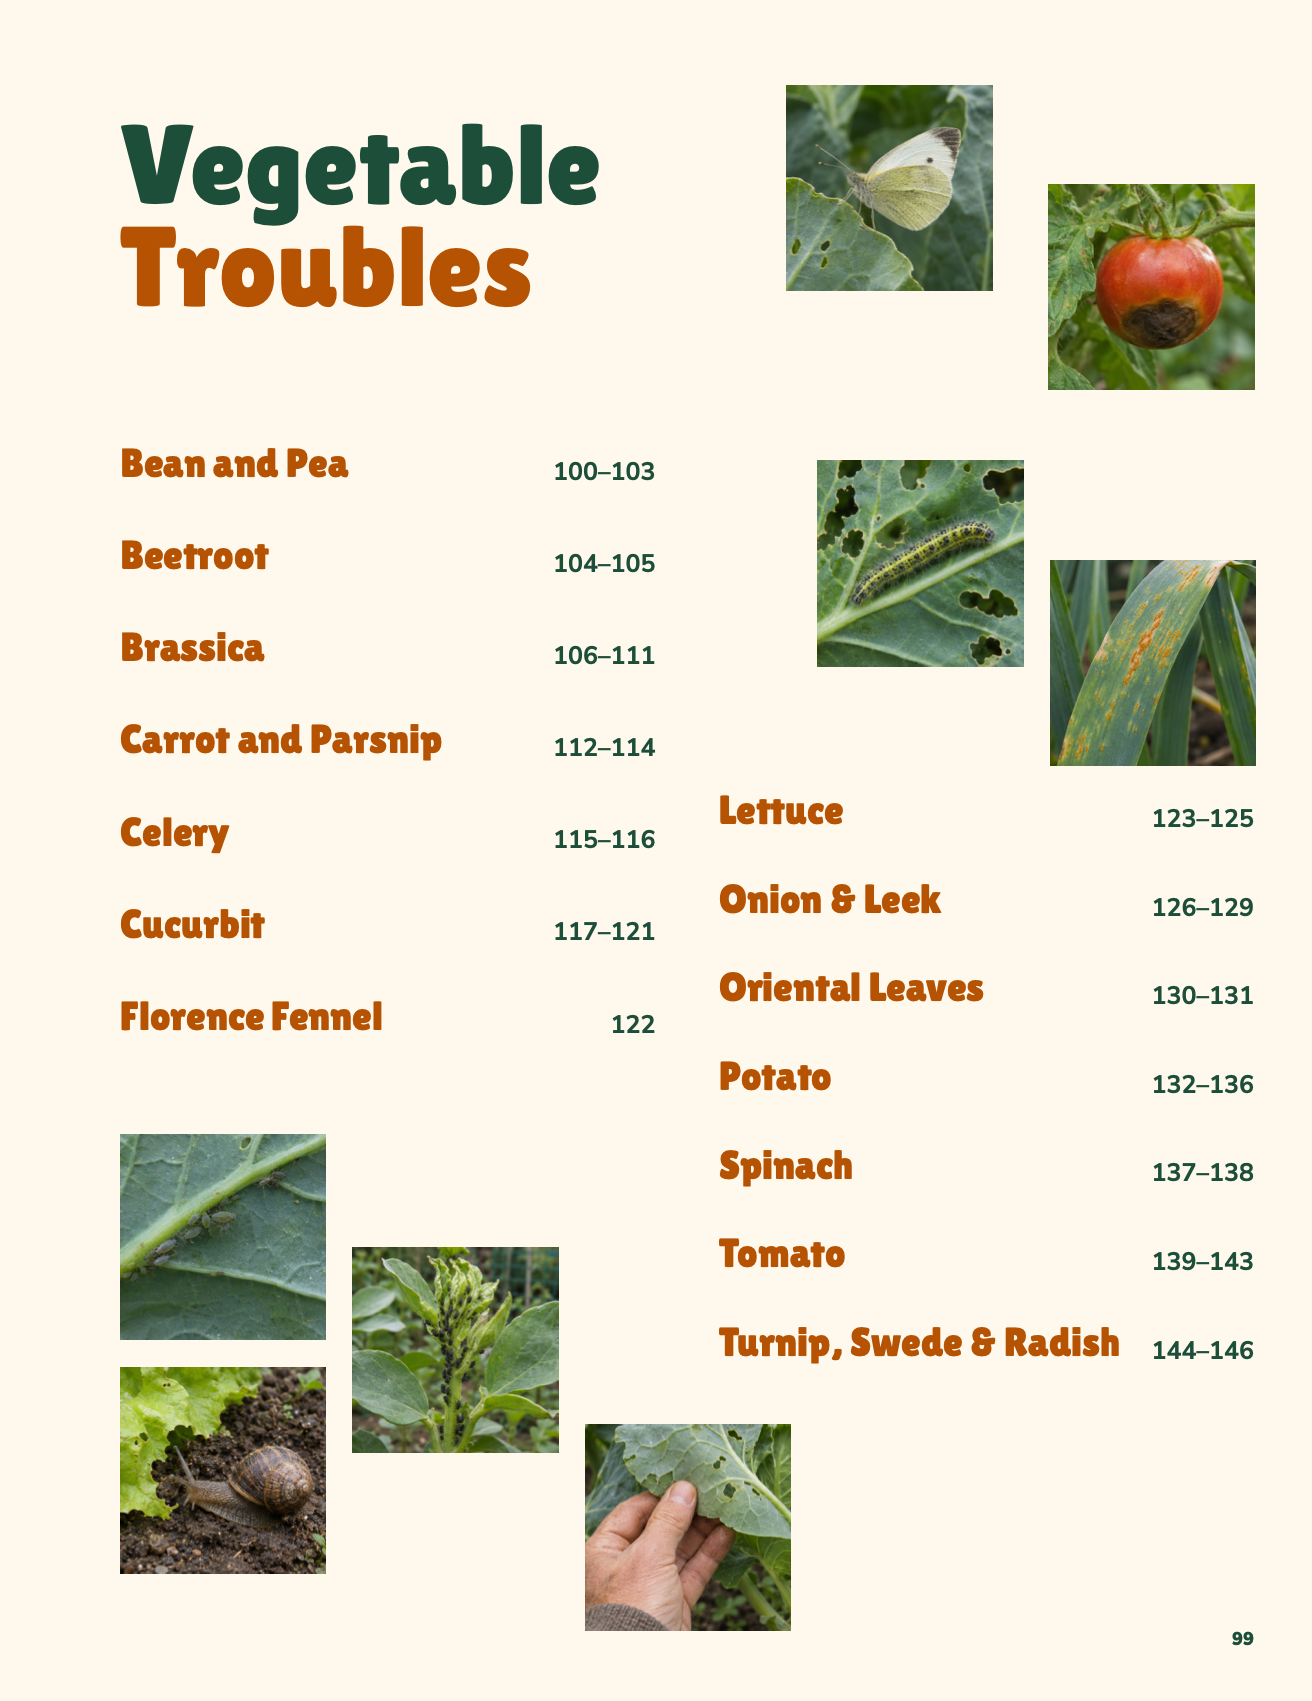 Vegetable
Troubles
Bean and Pea 100–103
Beetroot 104–105
Brassica 106–111
Carrot and Parsnip 112–114
Celery 115–116
Cucurbit 117–121
Florence Fennel 122
Lettuce 123–125
Onion & Leek 126–129
Oriental Leaves 130–131
Potato 132–136
Spinach 137–138
Tomato 139–143
Turnip, Swede & Radish 144–146
99